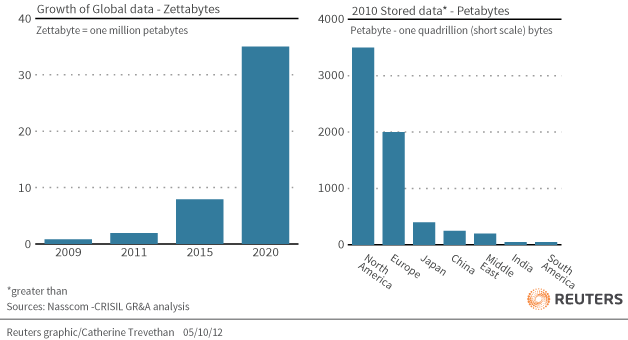 Growth of Global data - Zettabytes
Zettabyte = one million petabytes
30
20
10
0
2009 2011 2015 2020
2010 Stored data* - Petabytes
4000
Petabyte - one quadrillion (short scale) bytes
3000
2000
1000
0
North America
Europe
Japan
China
Middle East
India
South America
*greater than
Sources: Nasscom -CRISIL GR&A analysis
REUTERS
Reuters graphic/Catherine Trevethan 05/10/12